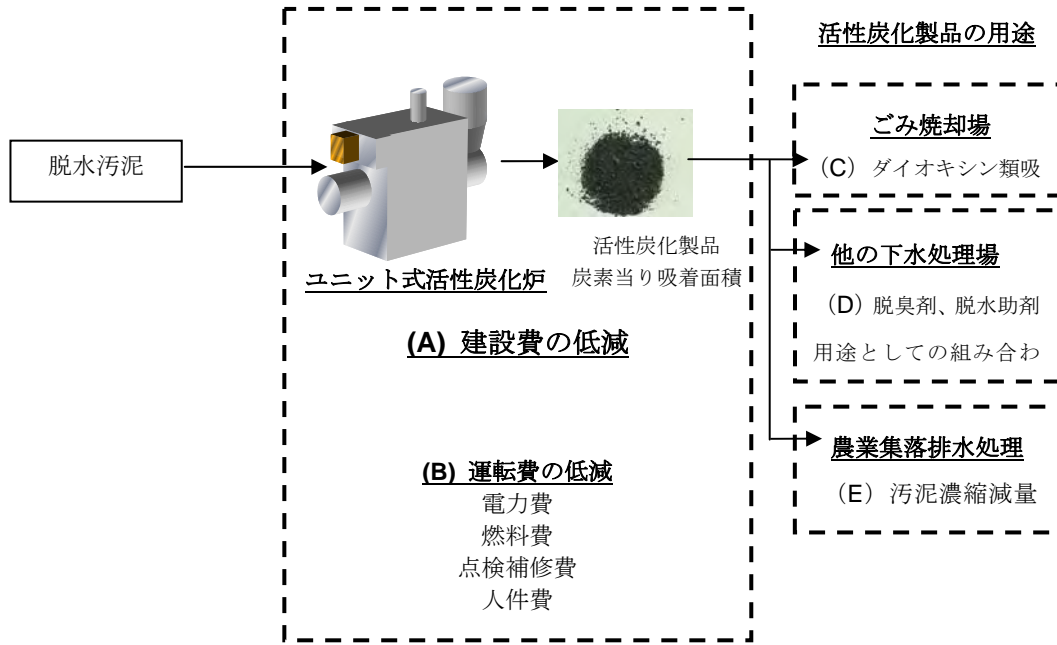 活性炭化製品の用途
脱水汚泥
ユニット式活性炭化炉
活性炭化製品
炭素当り吸着面積
(A) 建設費の低減
(B) 運転費の低減
電力費
燃料費
点検補修費
人件費
ごみ焼却場
（C）ダイオキシン類吸
他の下水処理場
（D）脱臭剤、脱水助剤
用途としての組み合わ
農業集落排水処理
（E）汚泥濃縮減量